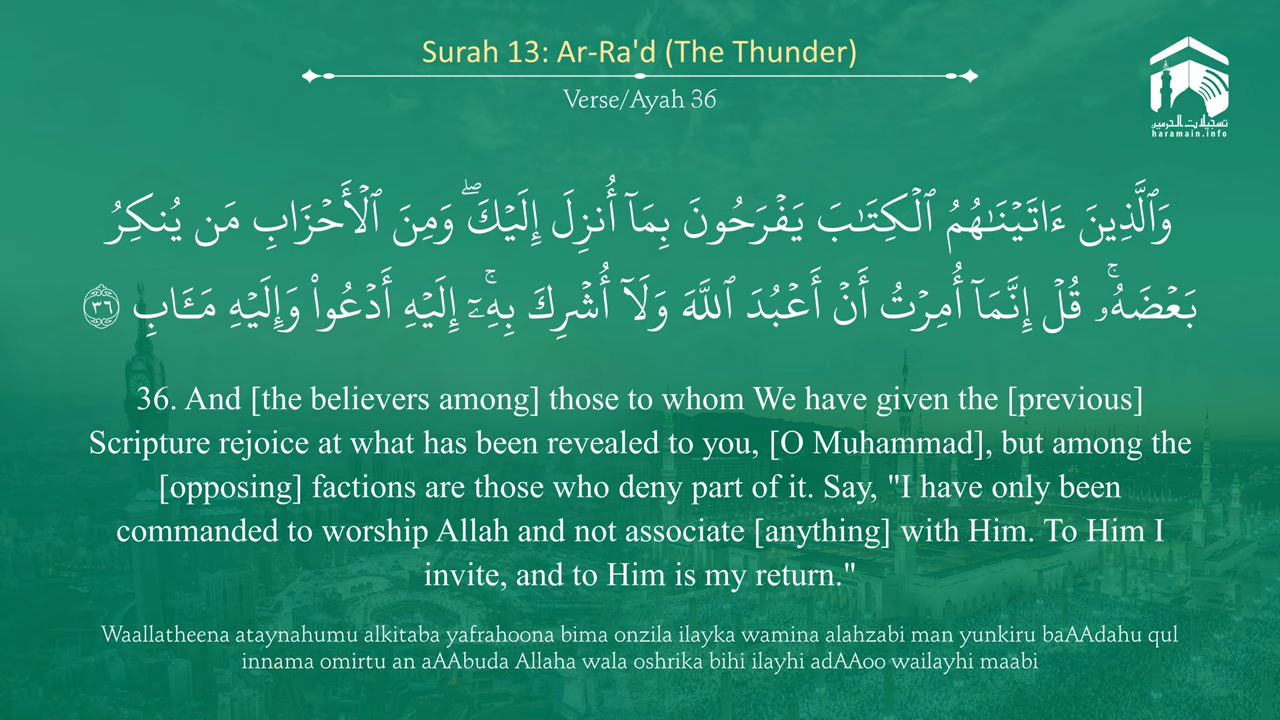 Surah 13: Ar-Ra'd (The Thunder)
Verse/Ayah 36
تسجيلات الحرمين
haramain.info
وَٱلَّذِينَ ءَاتَيْنَـٰهُمُ ٱلْكِتَـٰبَ يَفْرَحُونَ بِمَآ أُنزِلَ إِلَيْكَ ۖ وَمِنَ ٱلْأَحْزَابِ مَن يُنكِرُ
بَعْضَهُۥ ۚ قُلْ إِنَّمَآ أُمِرْتُ أَنْ أَعْبُدَ ٱللَّهَ وَلَآ أُشْرِكَ بِهِۦٓ ۚ إِلَيْهِ أَدْعُوا۟ وَإِلَيْهِ مَـَٔابِ ٣٦
36. And [the believers among] those to whom We have given the [previous]
Scripture rejoice at what has been revealed to you, [O Muhammad], but among the
[opposing] factions are those who deny part of it. Say, "I have only been
commanded to worship Allah and not associate [anything] with Him. To Him I
invite, and to Him is my return."
Waallatheena ataynahumu alkitaba yafrahoona bima onzila ilayka wamina alahzabi man yunkiru baAAdahu qul
innama omirtu an aAAbuda Allaha wala oshrika bihi ilayhi adAAoo wailayhi maabi